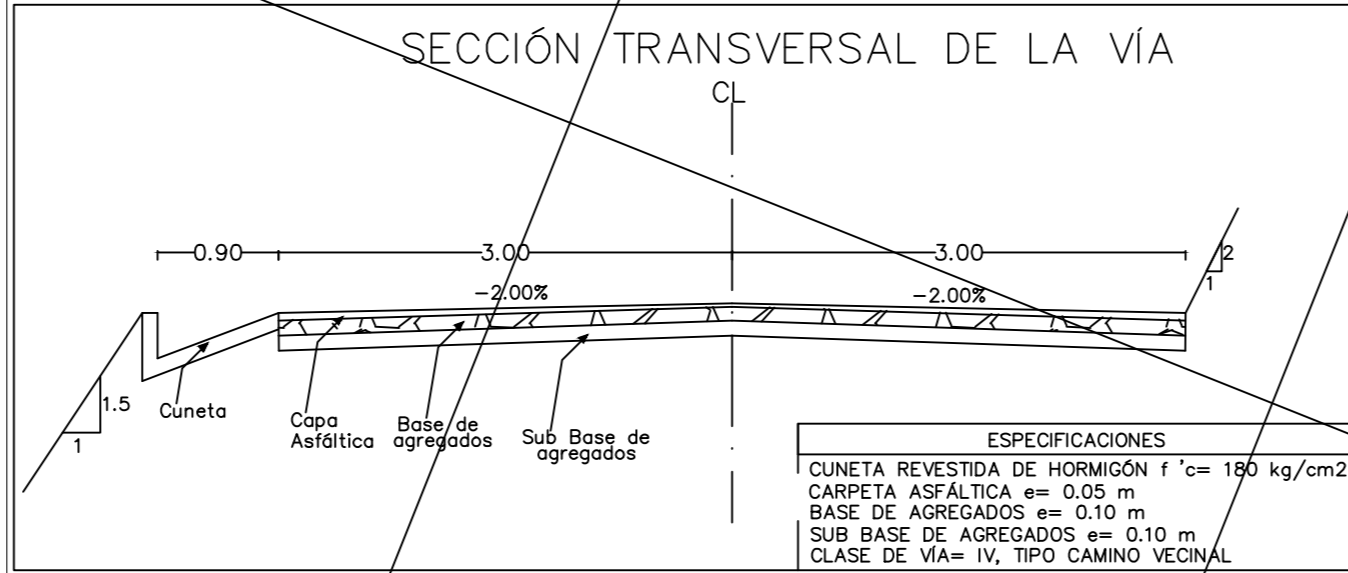 SECCIÓN TRANSVERSAL DE LA VÍA
CL
0.90
3.00
3.00
2
1
-2.00%
-2.00%
1.5
1
Cuneta
Capa
Asfáltica
Base de
agregados
Sub Base de
agregados
ESPECIFICACIONES
CUNETA REVESTIDA DE HORMIGÓN f 'c= 180 kg/cm2
CARPETA ASFÁLTICA e= 0.05 m
BASE DE AGREGADOS e= 0.10 m
SUB BASE DE AGREGADOS e= 0.10 m
CLASE DE VÍA= IV, TIPO CAMINO VECINAL